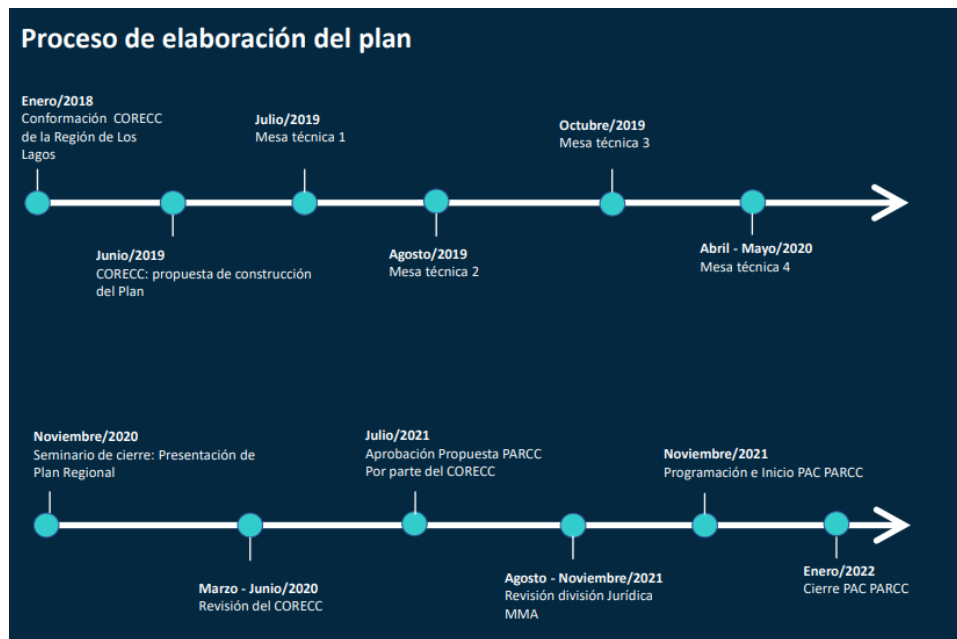 Proceso de elaboración del plan
Enero/2018
Conformación CORECC
de la Región de Los
Lagos
Junio/2019
CORECC: propuesta de construcción
del Plan
Julio/2019
Mesa técnica 1
Agosto/2019
Mesa técnica 2
Octubre/2019
Mesa técnica 3
Abril - Mayo/2020
Mesa técnica 4
Noviembre/2020
Seminario de cierre: Presentación de
Plan Regional
Marzo - Junio/2020
Revisión del CORECC
Julio/2021
Aprobación Propuesta PARCC
Por parte del CORECC
Agosto - Noviembre/2021
Revisión división Jurídica
MMA
Noviembre/2021
Programación e Inicio PAC PARCC
Enero/2022
Cierre PAC PARCC